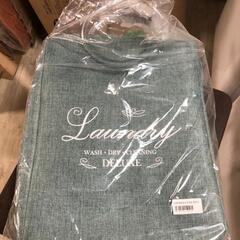 Laundry
WASH • DRY • CLEANING
DELUXE